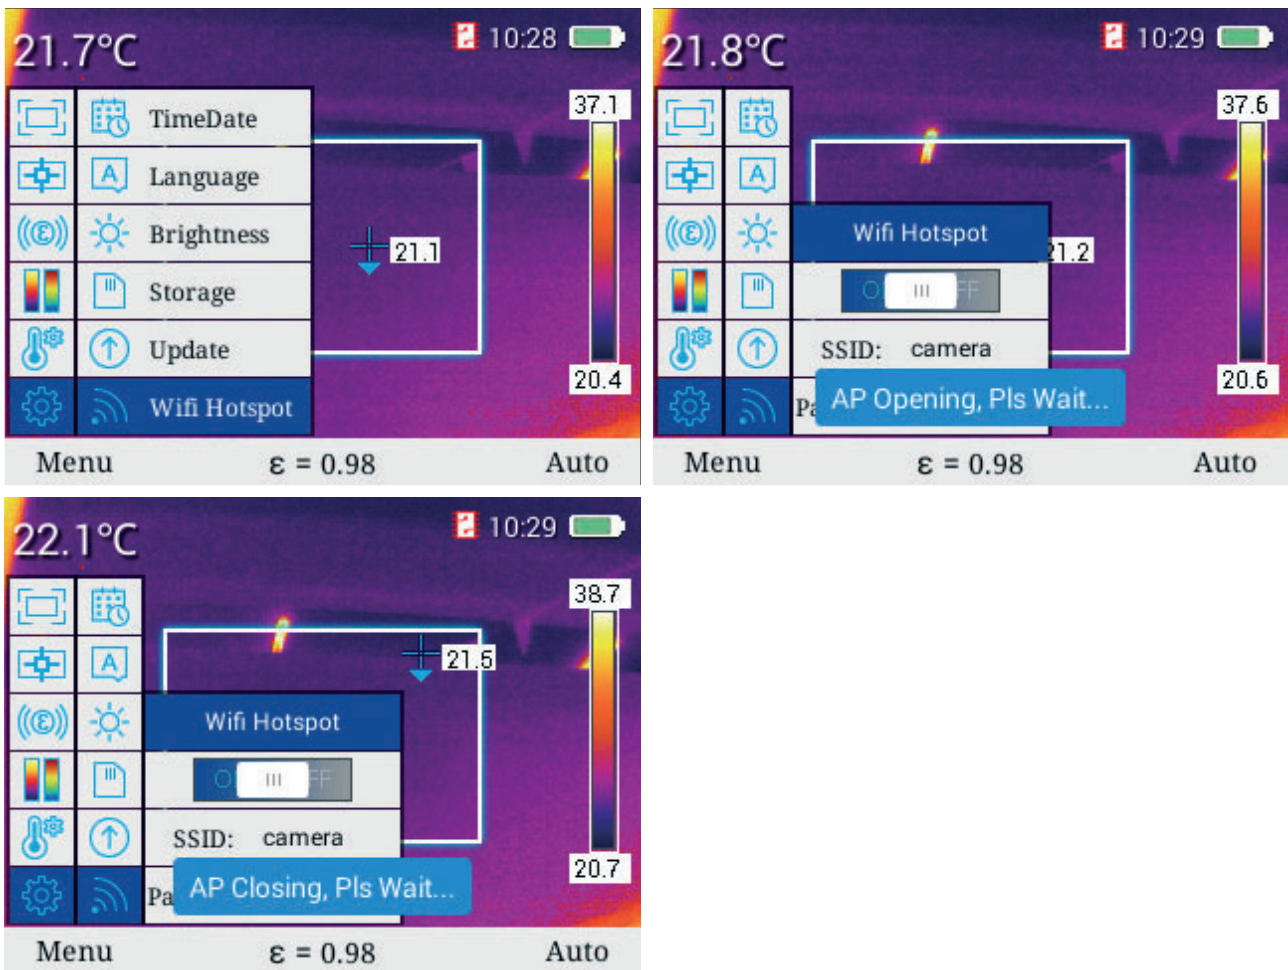 21.7°C
10:28
37.1
TimeDate
A Language
Brightness
21.1
Storage
Update
20.4
Wifi Hotspot
Menu
ε = 0.98
Auto
21.8°C
10:29
37.6
A
Wifi Hotspot
21.2
SSID: camera
20.6
AP Opening, Pls Wait...
Menu
ε = 0.98
Auto
22.1°C
10:29
38.7
21.5
A
Wifi Hotspot
SSID: camera
20.7
AP Closing, Pls Wait...
Menu
ε = 0.98
Auto